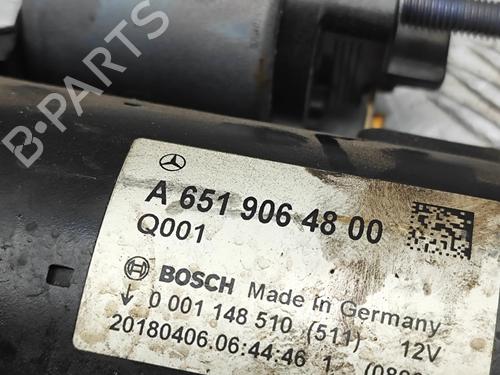 B-PARTS
A 651 906 48 00
Q001
BOSCH Made in Germany
0 001 148 510 (511) 12V
20180406.06:44:46 1